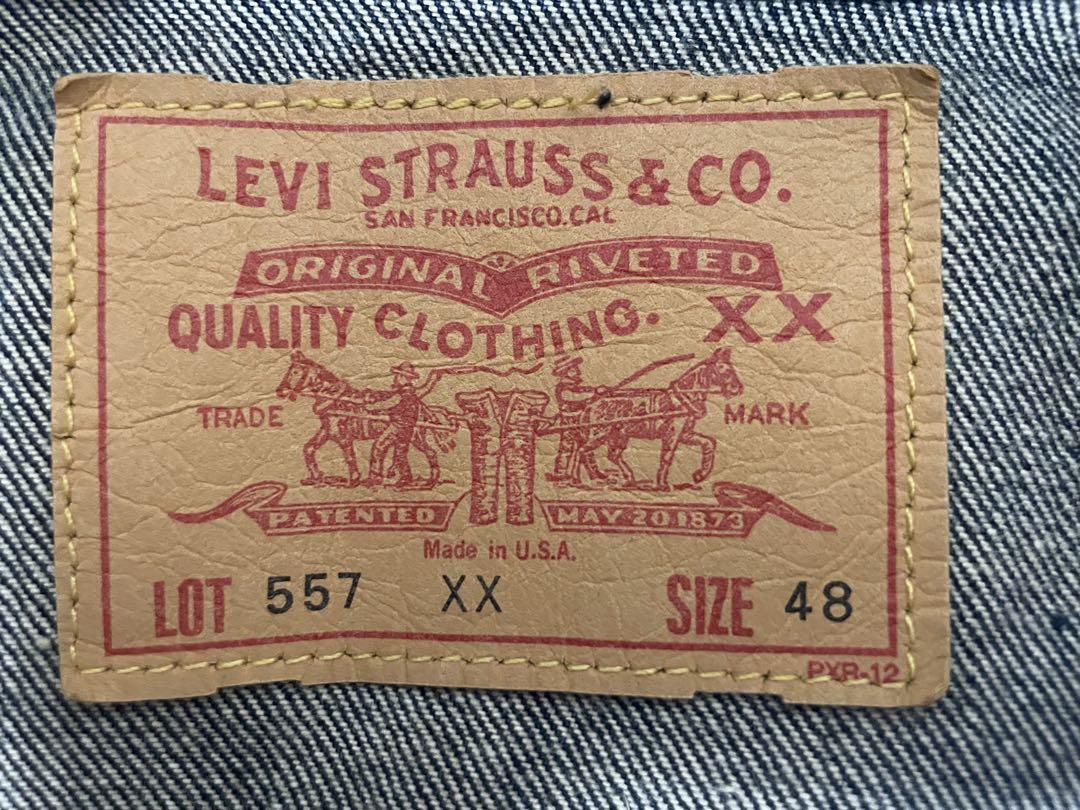 LEVI STRAUSS & CO.
SAN FRANCISCO.CAL
ORIGINAL RIVETED
QUALITY CLOTHING. XX
TRADE MARK
PATENTED MAY 20 1873
Made in U.S.A.
LOT 557 XX SIZE 48
PXR-12